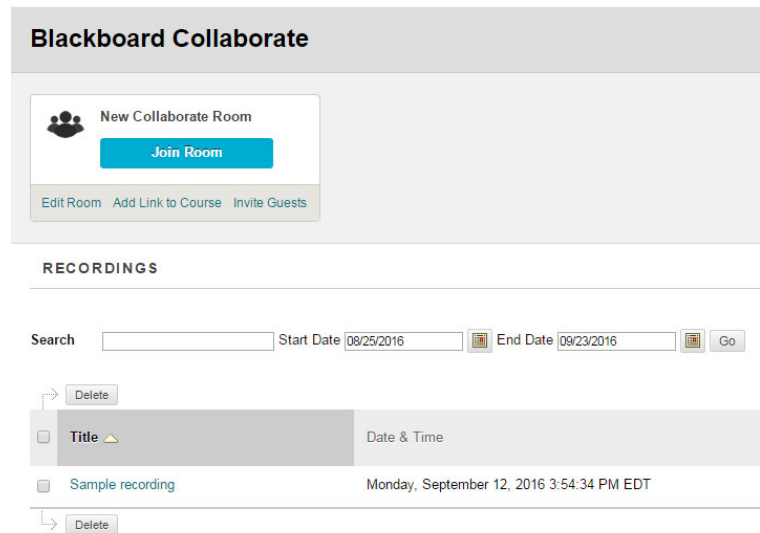 Blackboard Collaborate
New Collaborate Room
Join Room
Edit Room Add Link to Course Invite Guests
RECORDINGS
Search Start Date 08/25/2016 End Date 09/23/2016 Go
Delete
Title Date & Time
Sample recording Monday, September 12, 2016 3:54:34 PM EDT
Delete